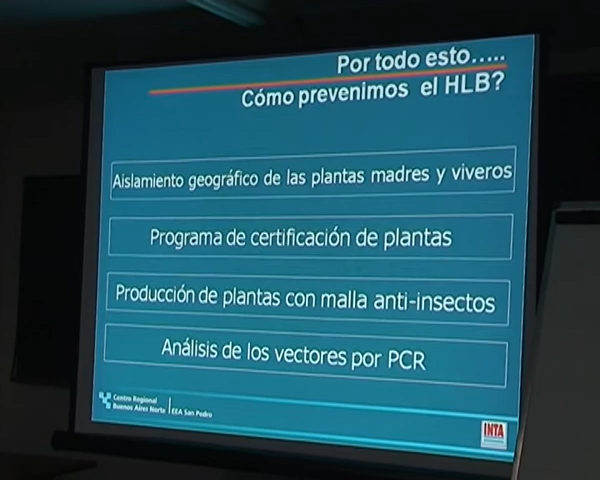 Por todo esto.....
Cómo prevenimos el HLB?
Aislamiento geográfico de las plantas madres y viveros
Programa de certificación de plantas
Producción de plantas con malla anti-insectos
Análisis de los vectores por PCR
Centro Regional
Buenos Aires Norte
EEA San Pedro
INTA